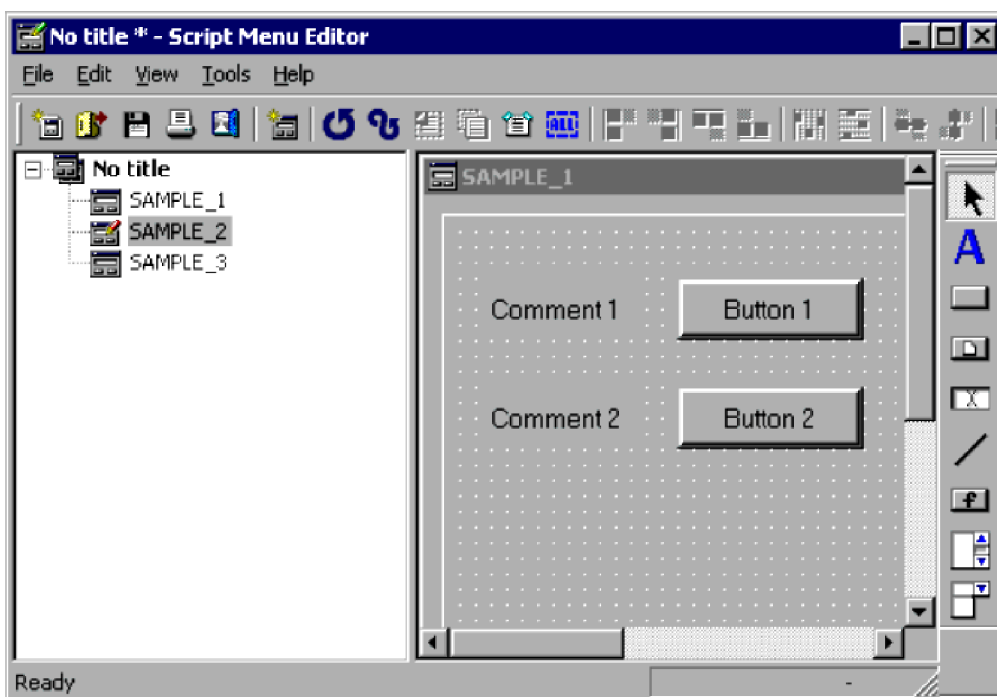 No title * - Script Menu Editor
File Edit View Tools Help
ALL
No title
SAMPLE_1
SAMPLE_2
SAMPLE_3
SAMPLE_1
Comment 1 Button 1
Comment 2 Button 2
A
f
Ready -